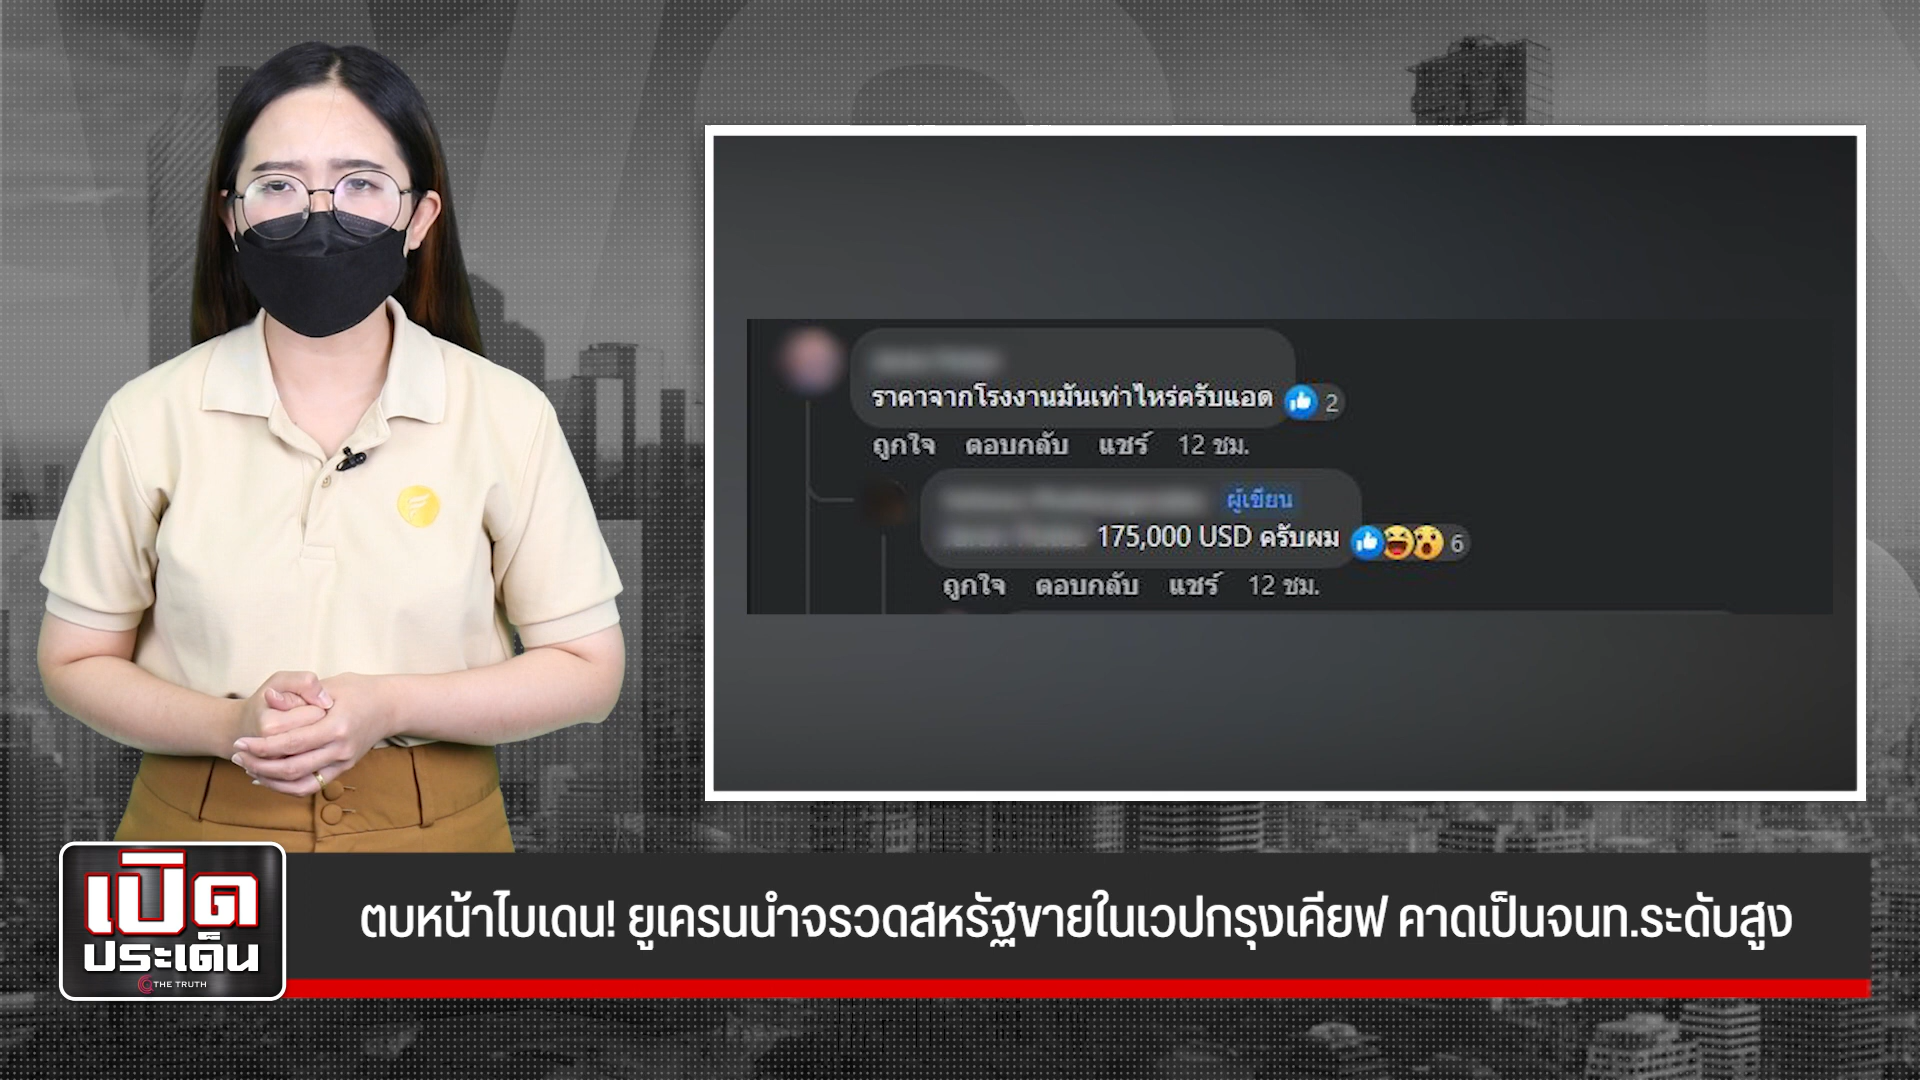 ราคาจากโรงงานมันเท่าไหร่ครับแอด
2
ถูกใจ ตอบกลับ แชร์ 12 ชม.
ผู้เขียน
175,000 USD ครับผม
6
ถูกใจ ตอบกลับ แชร์ 12 ชม.
เปิด
ประเด็น
THE TRUTH
ตบหน้าไบเดน! ยูเครนนำจรวดสหรัฐขายในเวปกรุงเคียฟ คาดเป็นจนท.ระดับสูง